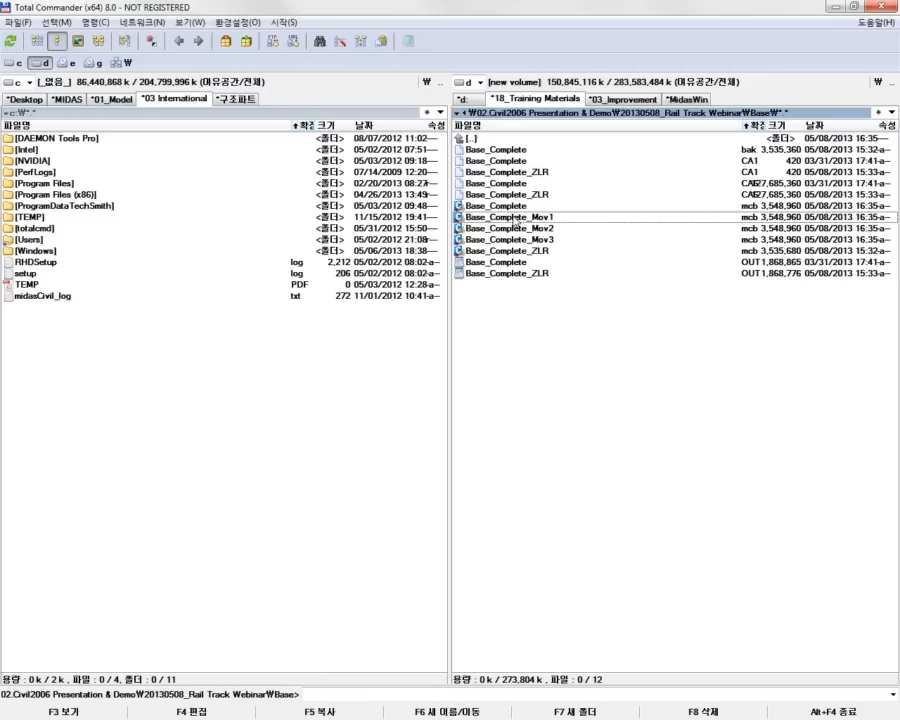 Total Commander (x64) 8.0 - NOT REGISTERED
파일(F) 선택(M) 명령(C) 네트워크(N) 보기(W) 환경설정(O) 시작(S) 도움말(H)
c d e g ₩
c [_없음_] 86,440,868 k / 204,799,996 k (여유공간/전체) ₩ ..
*Desktop *MIDAS *01_Model *03 International *구조파트
c:₩*.*
파일명 확장 크기 날짜 속성
[DAEMON Tools Pro] <폴더> 08/07/2012 11:02
[Intel] <폴더> 05/02/2012 07:51
[NVIDIA] <폴더> 05/03/2012 09:18
[PerfLogs] <폴더> 07/14/2009 12:20
[Program Files] <폴더> 02/20/2013 08:27
[Program Files (x86)] <폴더> 04/26/2013 13:49
[ProgramDataTechSmith] <폴더> 05/03/2012 09:48
[TEMP] <폴더> 11/15/2012 19:41
[totalcmd] <폴더> 05/31/2012 15:50
[Users] <폴더> 05/02/2012 21:08
[Windows] <폴더> 05/06/2013 18:38
RHDSetup log 2,212 05/02/2012 08:02 -a--
setup log 206 05/02/2012 08:02 -a--
TEMP PDF 0 05/03/2012 12:28 -a--
midasCivil_log txt 272 11/01/2012 10:41 -a--
용량 : 0 k / 2 k , 파일 : 0 / 4, 폴더 : 0 / 11
d [new volume] 150,845,116 k / 283,583,484 k (여유공간/전체) ₩ ..
*d: *18_Training Materials *03_Improvement *MidasWin
₩02.Civil2006 Presentation & Demo₩20130508_Rail Track Webinar₩Base₩*.*
파일명 확장 크기 날짜 속성
[..] <폴더> 05/08/2013 16:35
Base_Complete bak 3,535,360 05/08/2013 15:32 -a--
Base_Complete CA1 420 03/31/2013 17:41 -a--
Base_Complete_ZLR CA1 420 05/08/2013 15:33 -a--
Base_Complete 27,685,360 03/31/2013 17:41 -a--
Base_Complete_ZLR 27,685,360 05/08/2013 15:33 -a--
Base_Complete mcb 3,548,960 05/08/2013 16:35 -a--
Base_Complete_Mov1 mcb 3,548,960 05/08/2013 16:35 -a--
Base_Complete_Mov2 mcb 3,548,960 05/08/2013 16:35 -a--
Base_Complete_Mov3 mcb 3,548,960 05/08/2013 16:35 -a--
Base_Complete_ZLR mcb 3,535,680 05/08/2013 15:32 -a--
Base_Complete OUT 1,868,865 03/31/2013 17:41 -a--
Base_Complete_ZLR OUT 1,868,776 05/08/2013 15:33 -a--
용량 : 0 k / 273,804 k , 파일 : 0 / 12
02.Civil2006 Presentation & Demo₩20130508_Rail Track Webinar₩Base>
F3 보기 F4 편집 F5 복사 F6 새 이름/이동 F7 새 폴더 F8 삭제 Alt+F4 종료